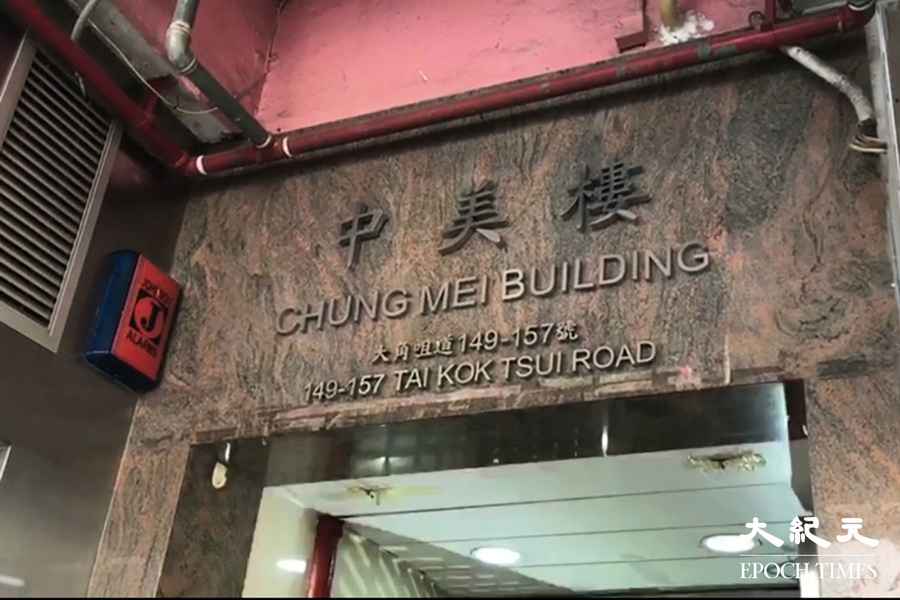 中美樓
CHUNG MEI BUILDING
大角咀道149-157號
149-157 TAI KOK TSUI ROAD
J
ALARMS
大紀元
EPOCH TIMES